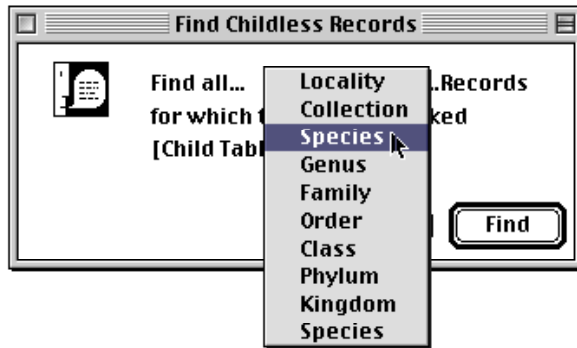 Find Childless Records
Find all... ..Records
for which t ked
[Child Tabl
Locality
Collection
Species
Genus
Family
Order
Class
Phylum
Kingdom
Species
Find